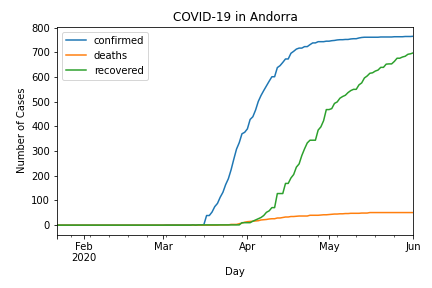 COVID-19 in Andorra
800
700
600
500
400
300
200
100
0
Number of Cases
confirmed
deaths
recovered
Feb
2020
Mar
Apr
May
Jun
Day